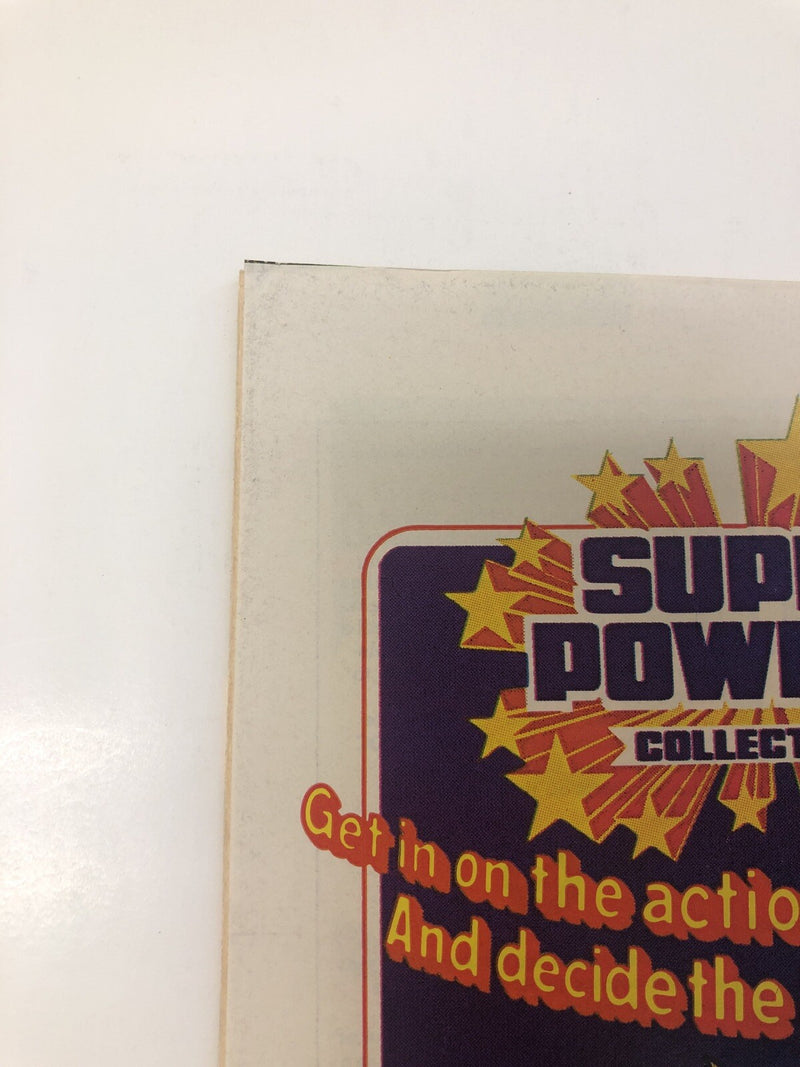 SUP
POW
COLLECT
Get in on the actio
And decide the